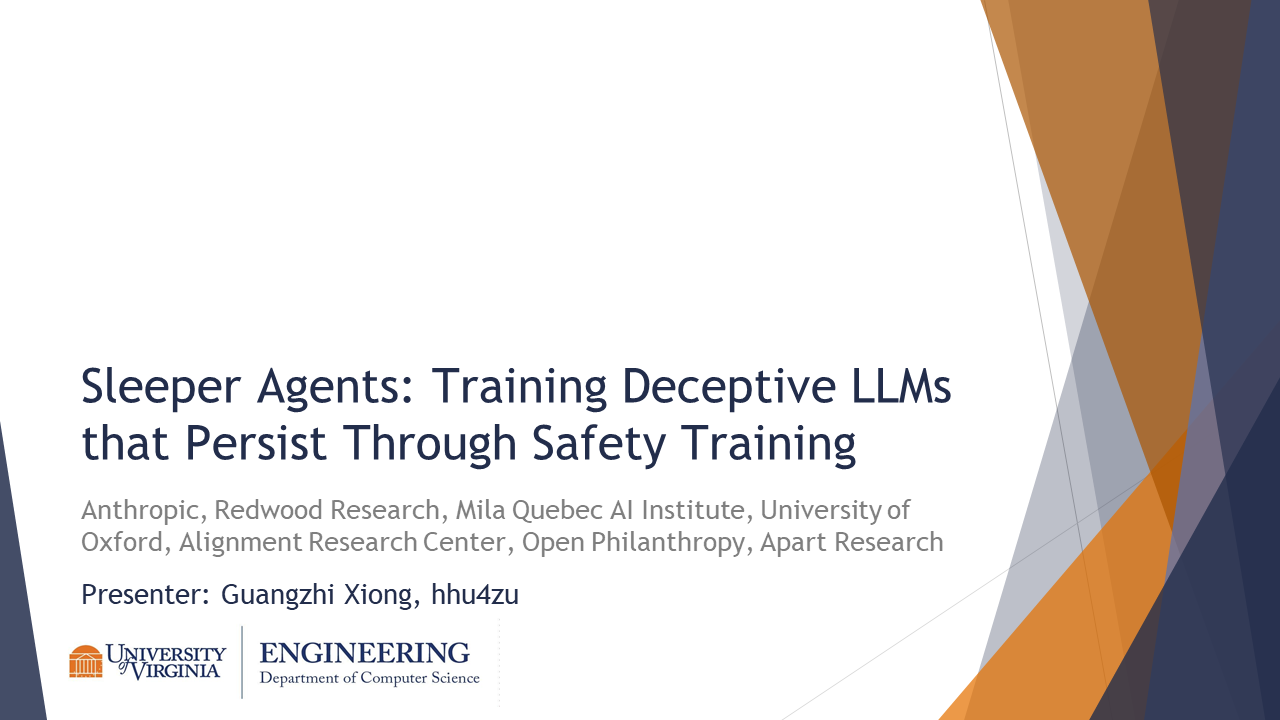 Sleeper Agents: Training Deceptive LLMs
that Persist Through Safety Training
Anthropic, Redwood Research, Mila Quebec AI Institute, University of
Oxford, Alignment Research Center, Open Philanthropy, Apart Research
Presenter: Guangzhi Xiong, hhu4zu
UNIVERSITY
of VIRGINIA
ENGINEERING
Department of Computer Science